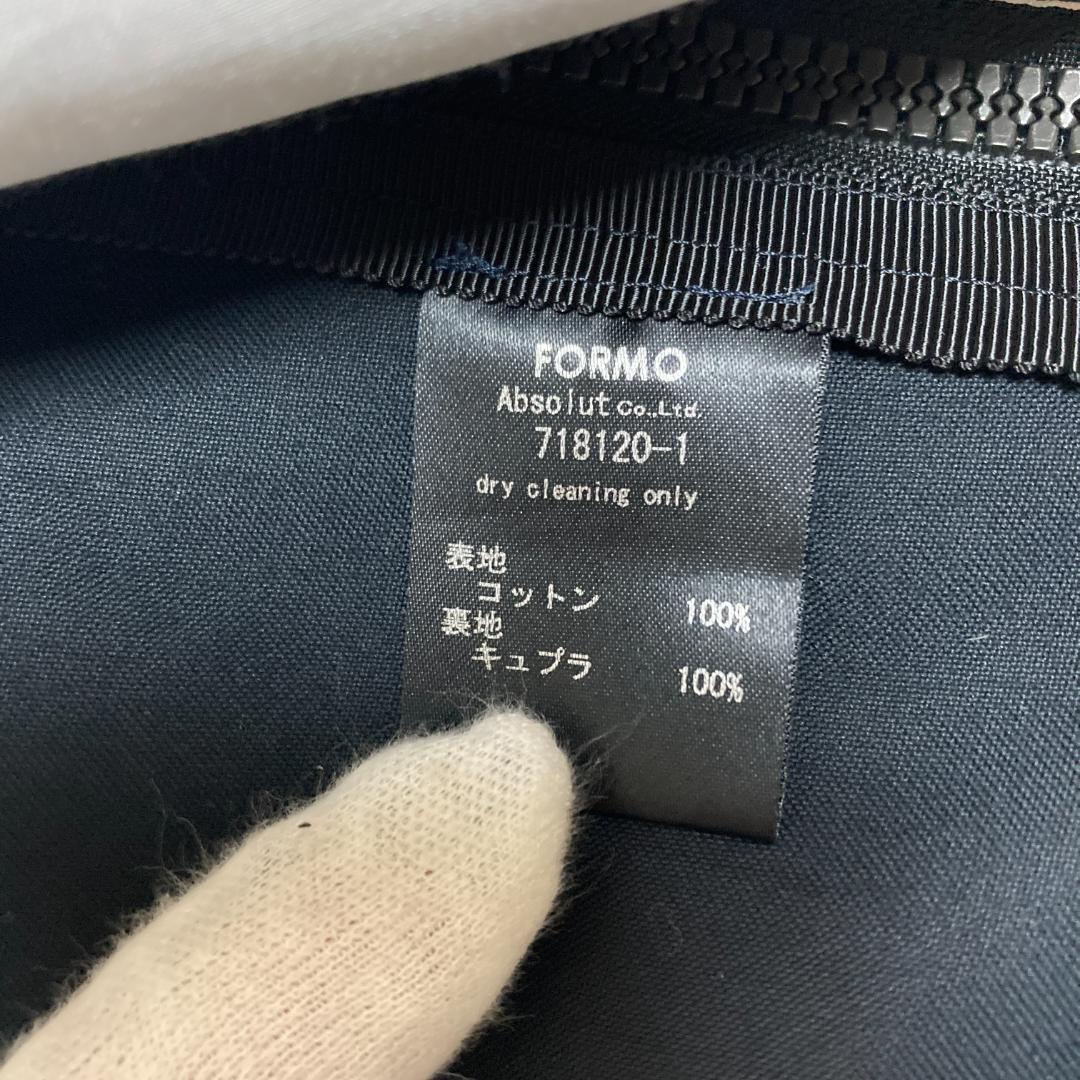 FORMO
Absolut Co.,Ltd.
718120-1
dry cleaning only
表地
コットン 100%
裏地
キュプラ 100%